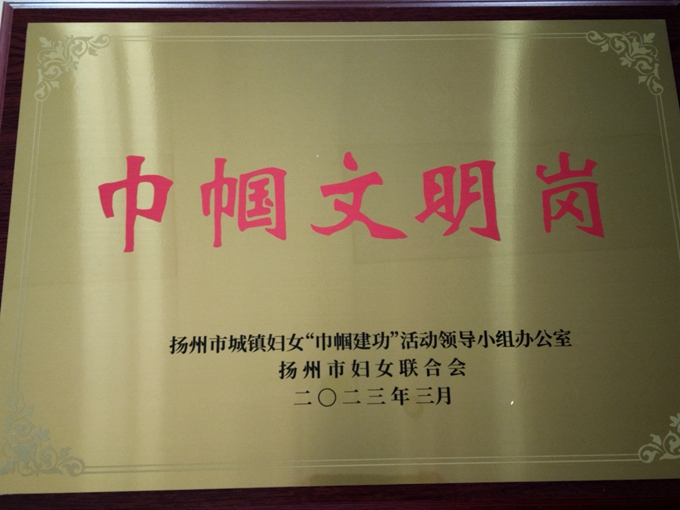 巾帼文明岗
扬州市城镇妇女“巾帼建功”活动领导小组办公室
扬州市妇女联合会
二〇二三年三月